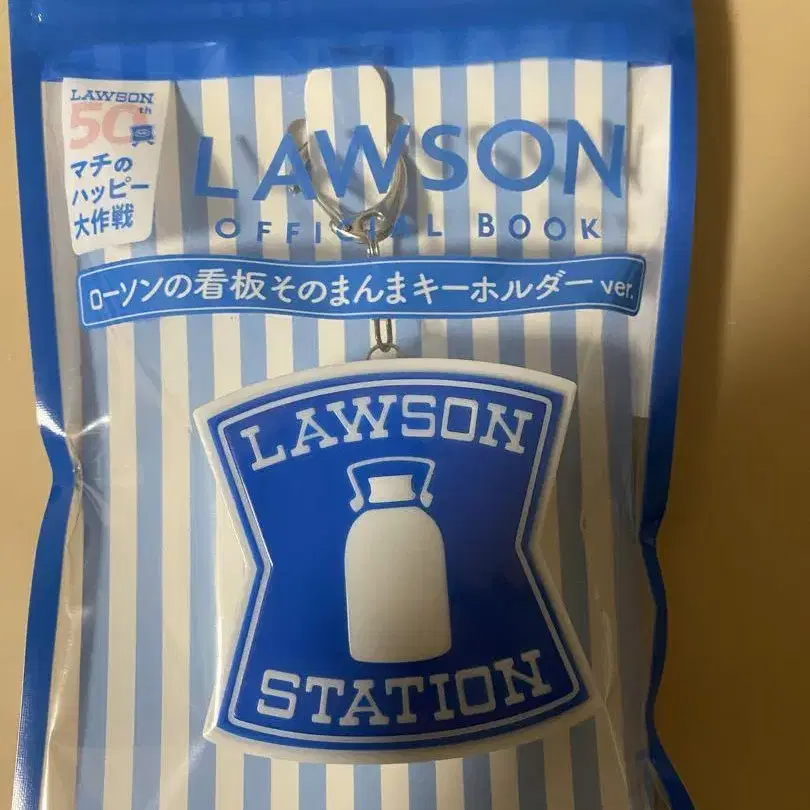 LAWSON
50th
マチの
ハッピー
大作戦
LAWSON
OFFICIAL BOOK
ローソンの看板そのまんまキーホルダー ver.
LAWSON
STATION